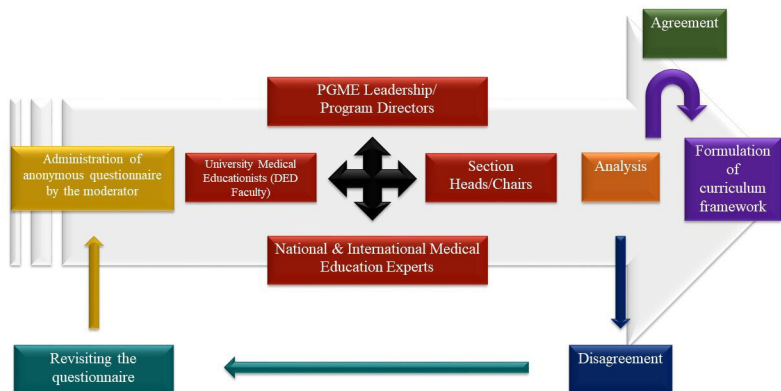 Agreement
PGME Leadership/
Program Directors
Administration of
anonymous questionnaire
by the moderator
University Medical
Educationists (DED
Faculty)
Section
Heads/Chairs
Analysis
Formulation of
curriculum
framework
National & International Medical
Education Experts
Revisiting the
questionnaire
Disagreement